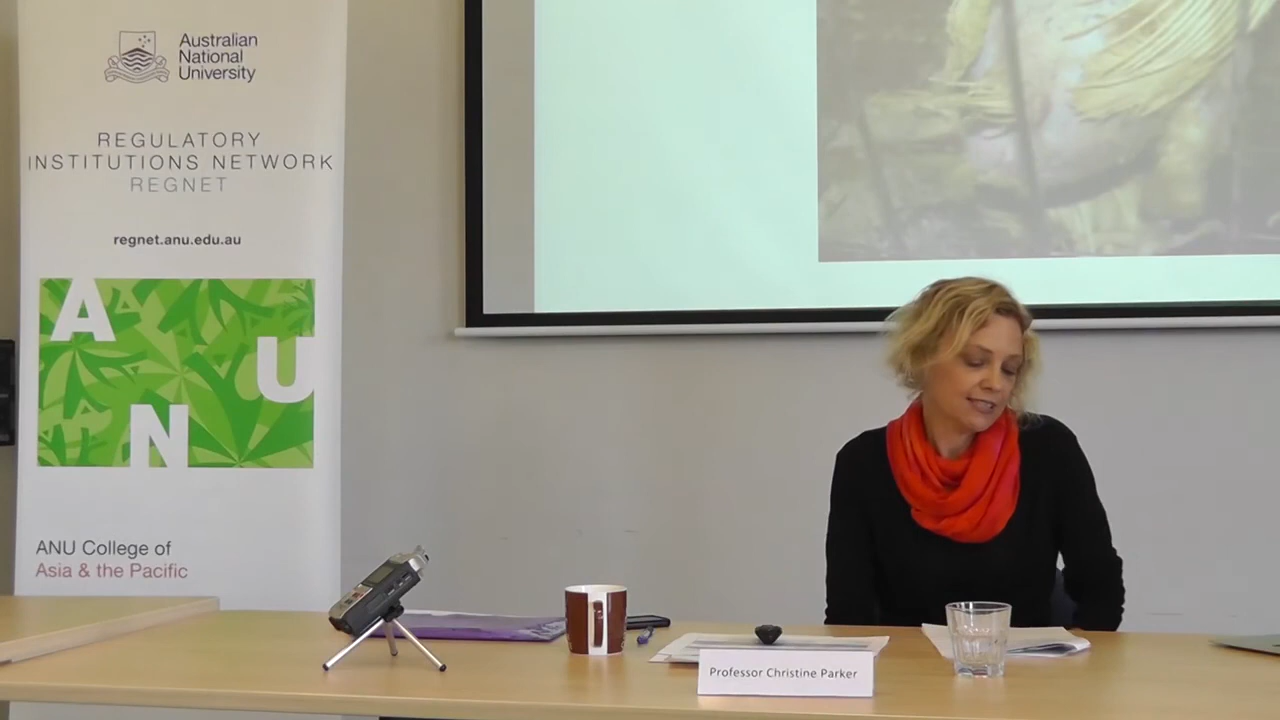 Australian
National
University
REGULATORY
INSTITUTIONS NETWORK
REGNET
regnet.anu.edu.au
A
N
U
ANU College of
Asia & the Pacific
Professor Christine Parker